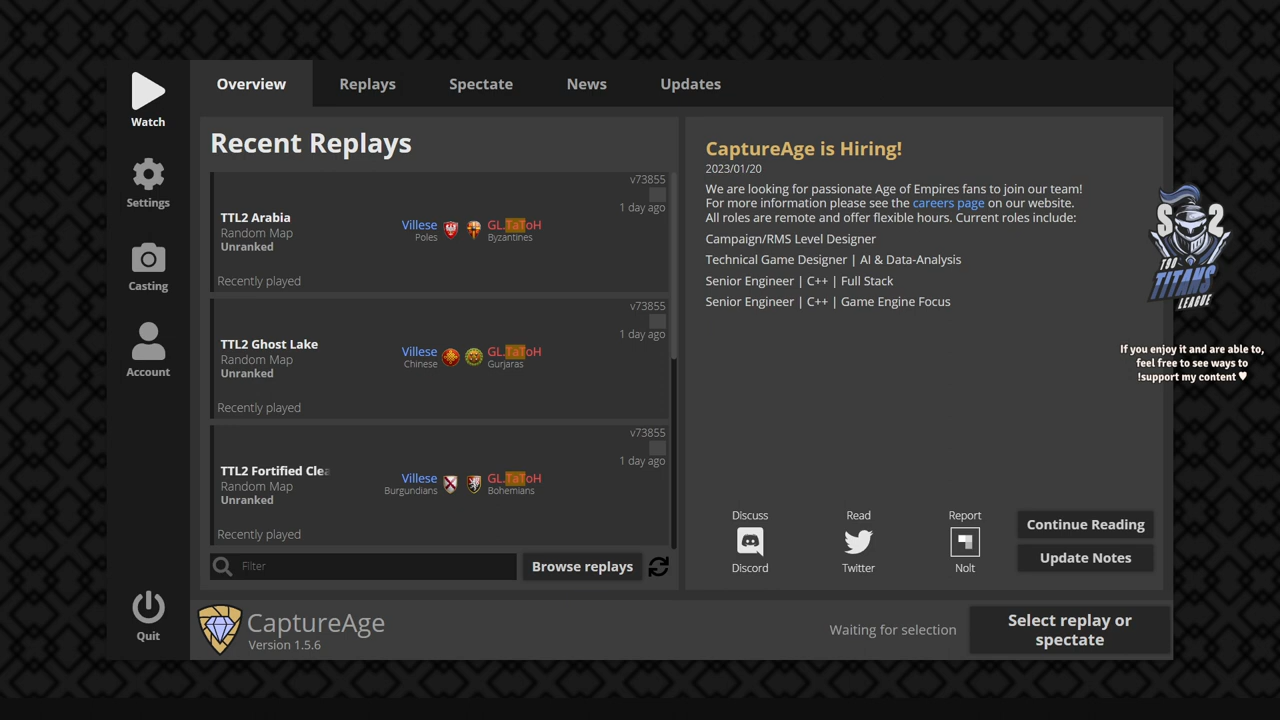 Watch
Settings
Casting
Account
Quit
Overview
Replays
Spectate
News
Updates
Recent Replays
v73855
1 day ago
TTL2 Arabia
Random Map
Unranked
Villese
Poles
GL.TaToH
Byzantines
Recently played
v73855
1 day ago
TTL2 Ghost Lake
Random Map
Unranked
Villese
Chinese
GL.TaToH
Gurjaras
Recently played
v73855
1 day ago
TTL2 Fortified Clea
Random Map
Unranked
Villese
Burgundians
GL.TaToH
Bohemians
Recently played
Filter
Browse replays
CaptureAge is Hiring!
2023/01/20
We are looking for passionate Age of Empires fans to join our team!
For more information please see the careers page on our website.
All roles are remote and offer flexible hours. Current roles include:
Campaign/RMS Level Designer
Technical Game Designer | AI & Data-Analysis
Senior Engineer | C++ | Full Stack
Senior Engineer | C++ | Game Engine Focus
Discuss
Discord
Read
Twitter
Report
Nolt
Continue Reading
Update Notes
CaptureAge
Version 1.5.6
Waiting for selection
Select replay or
spectate
S 2
THE
TITANS
LEAGUE
If you enjoy it and are able to,
feel free to see ways to
!support my content ♥